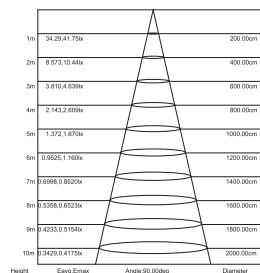 1m 34.29,41.75lx 200.00cm
2m 8.573,10.44lx 400.00cm
3m 3.810,4.639lx 600.00cm
4m 2.143,2.609lx 800.00cm
5m 1.372,1.670lx 1000.00cm
6m 0.9525,1.160lx 1200.00cm
7m 0.6998,0.8520lx 1400.00cm
8m 0.5358,0.6523lx 1600.00cm
9m 0.4233,0.5154lx 1800.00cm
10m 0.3429,0.4175lx 2000.00cm
Height Eavg,Emax Angle:90.00deg Diameter